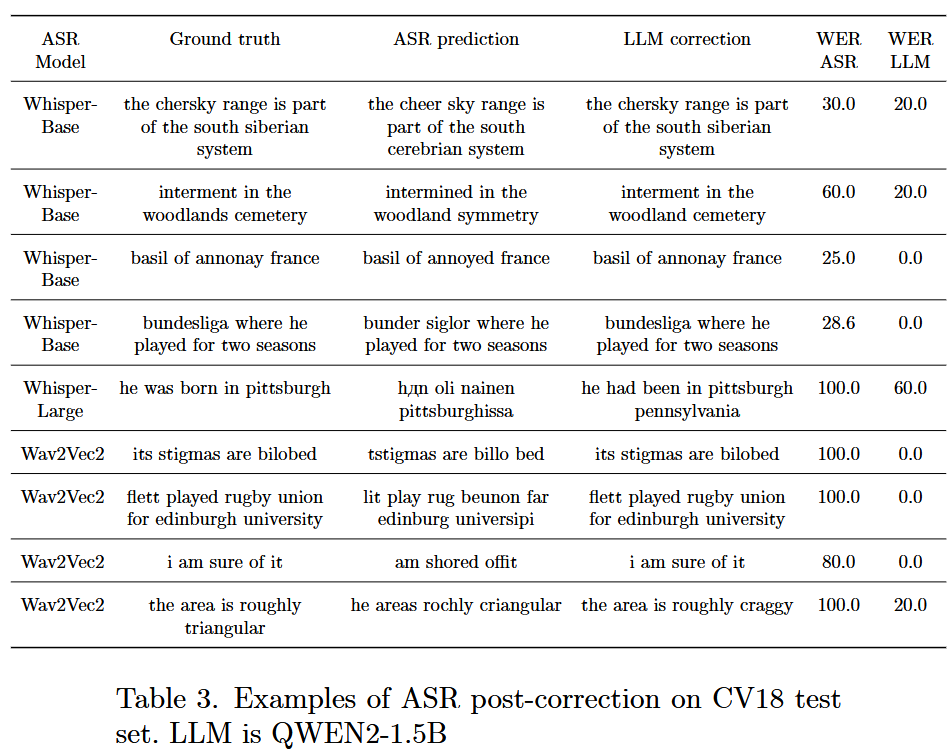 ASR Ground truth ASR prediction LLM correction WER WER
Model ASR LLM
Whisper- the chersky range is part the cheer sky range is the chersky range is part 30.0 20.0
Base of the south siberian part of the south of the south siberian
system cerebrian system system
Whisper- interment in the intermined in the interment in the 60.0 20.0
Base woodlands cemetery woodland symmetry woodland cemetery
Whisper- basil of annonay france basil of annoyed france basil of annonay france 25.0 0.0
Base
Whisper- bundesliga where he bunder siglor where he bundesliga where he 28.6 0.0
Base played for two seasons played for two seasons played for two seasons
Whisper- he was born in pittsburgh hдn oli nainen he had been in pittsburgh 100.0 60.0
Large pittsburghissa pennsylvania
Wav2Vec2 its stigmas are bilobed tstigmas are billo bed its stigmas are bilobed 100.0 0.0
Wav2Vec2 flett played rugby union lit play rug beunon far flett played rugby union 100.0 0.0
for edinburgh university edinburg universipi for edinburgh university
Wav2Vec2 i am sure of it am shored offit i am sure of it 80.0 0.0
Wav2Vec2 the area is roughly he areas rochly criangular the area is roughly craggy 100.0 20.0
triangular
Table 3. Examples of ASR post-correction on CV18 test
set. LLM is QWEN2-1.5B